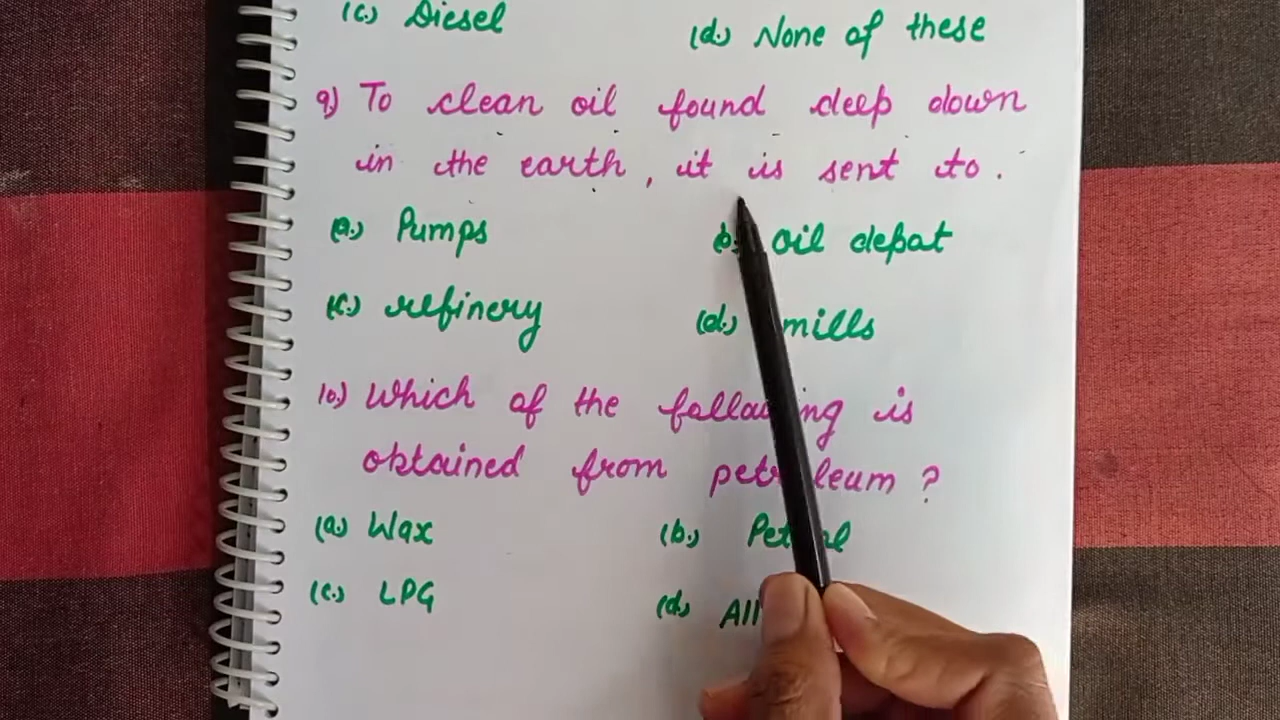 (c.) Diesel (d.) None of these
9.) To clean oil found deep down
in the earth, it is sent to.
(a.) Pumps (b.) oil depat
(c.) refinery (d.) mills
10.) Which of the following is
obtained from petroleum?
(a.) Wax (b.) Petrol
(c.) LPG (d.) All